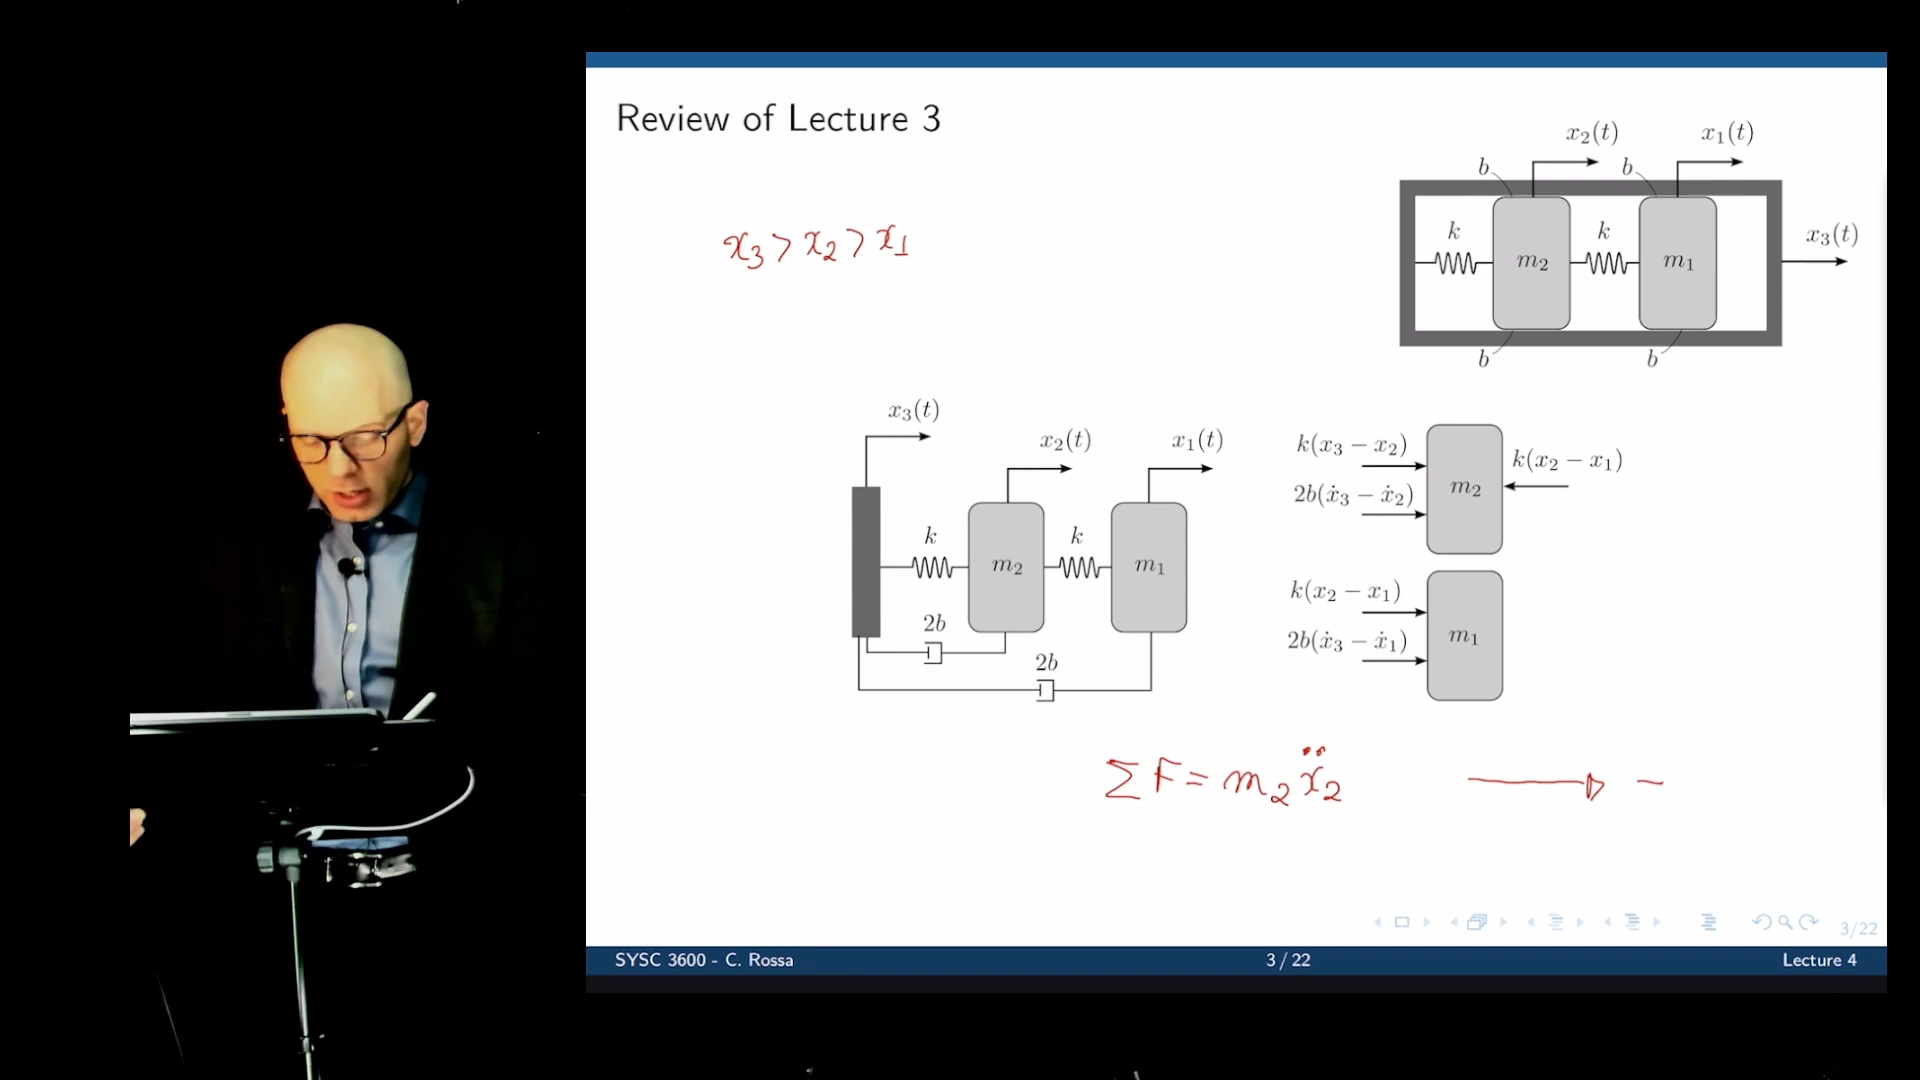 Review of Lecture 3
x₂(t) x₁(t)
b b
k k
m₂ m₁
x₃(t)
b b
x₃ > x₂ > x₁
x₃(t)
x₂(t) x₁(t)
k k
m₂ m₁
2b
2b
k(x₃ − x₂)
2b(ẋ₃ − ẋ₂)
m₂
k(x₂ − x₁)
k(x₂ − x₁)
2b(ẋ₃ − ẋ₁)
m₁
∑F = m₂ẍ₂ → −
3/22
SYSC 3600 - C. Rossa 3 / 22 Lecture 4